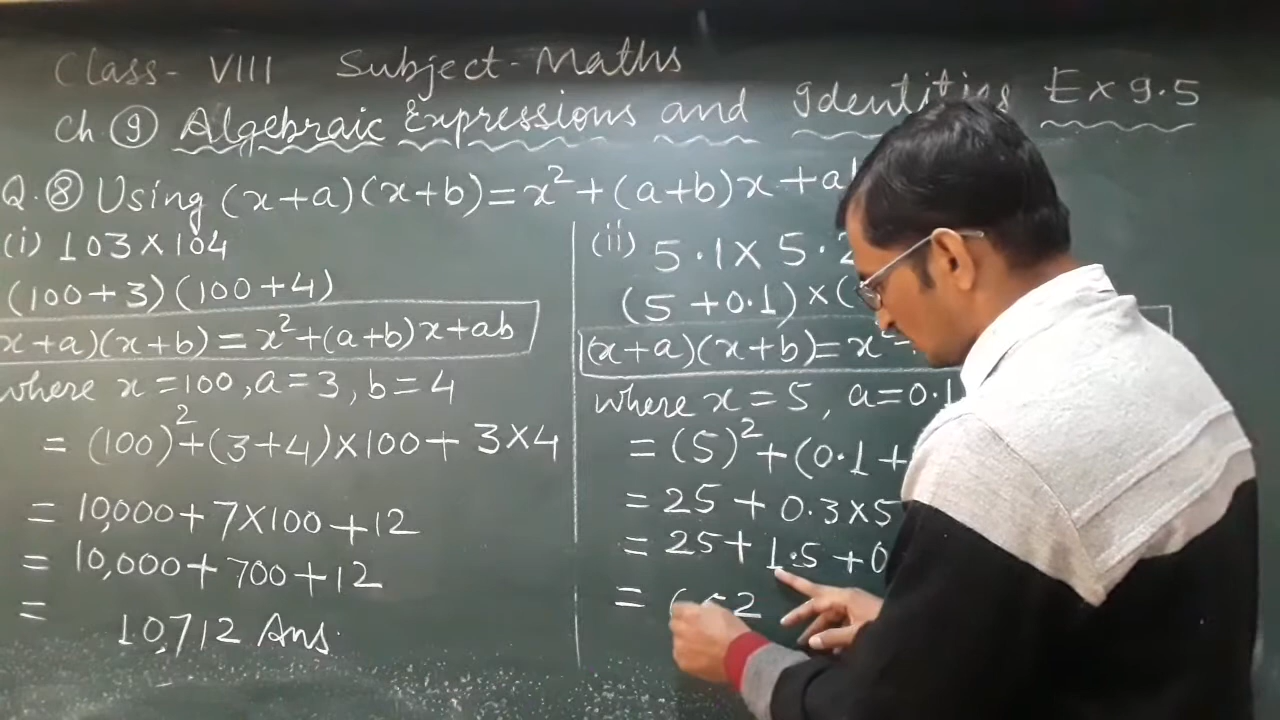 Class- VIII Subject-Maths
Ch.⑨ Algebraic Expressions and Identities Ex 9.5
Q.⑧ Using (x+a)(x+b)=x²+(a+b)x+a
(i) 103×104
(100+3)(100+4)
x+a)(x+b)=x²+(a+b)x+ab
where x=100, a=3, b=4
= (100)²+(3+4)×100+3×4
= 10,000+7×100+12
= 10,000+700+12
= 10,712 Ans.
(ii) 5.1×5.2
(5+0.1)×(
(x+a)(x+b)=x²
where x=5, a=0.1
= (5)²+(0.1+
= 25+0.3×5
= 25+1.5+0
=